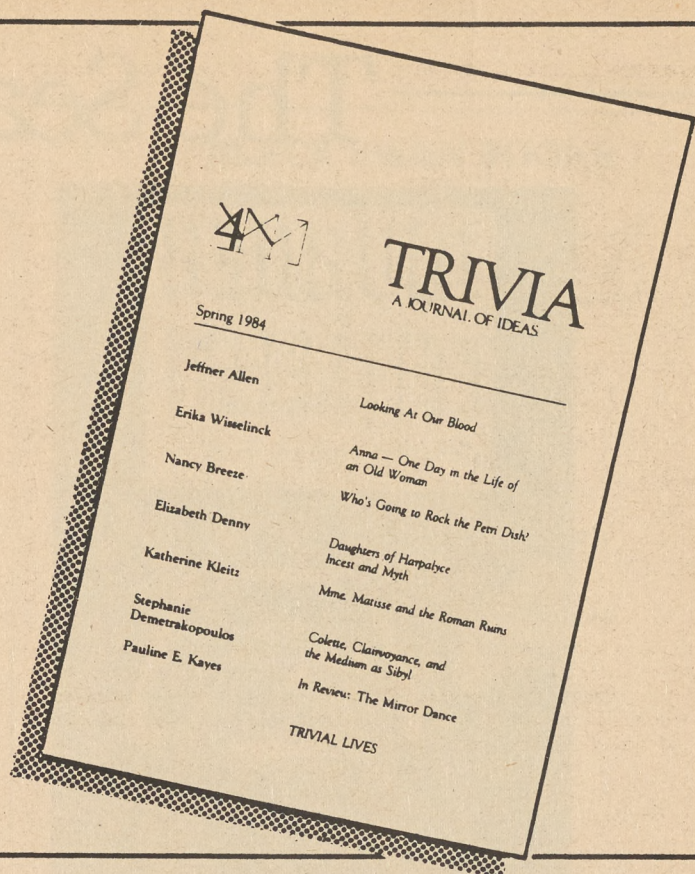 4
TRIVIA
A JOURNAL OF IDEAS
Spring 1984
Jeffner Allen
Looking At Our Blood
Erika Wisselinck
Anna — One Day in the Life of
an Old Woman
Nancy Breeze
Who's Going to Rock the Petri Dish?
Elizabeth Denny
Daughters of Harpalyce
Incest and Myth
Katherine Kleitz
Mme. Matisse and the Roman Ruins
Stephanie
Demetrakopoulos
Colette, Clairvoyance, and
the Medium as Sibyl
Pauline E. Kayes
In Review: The Mirror Dance
TRIVIAL LIVES